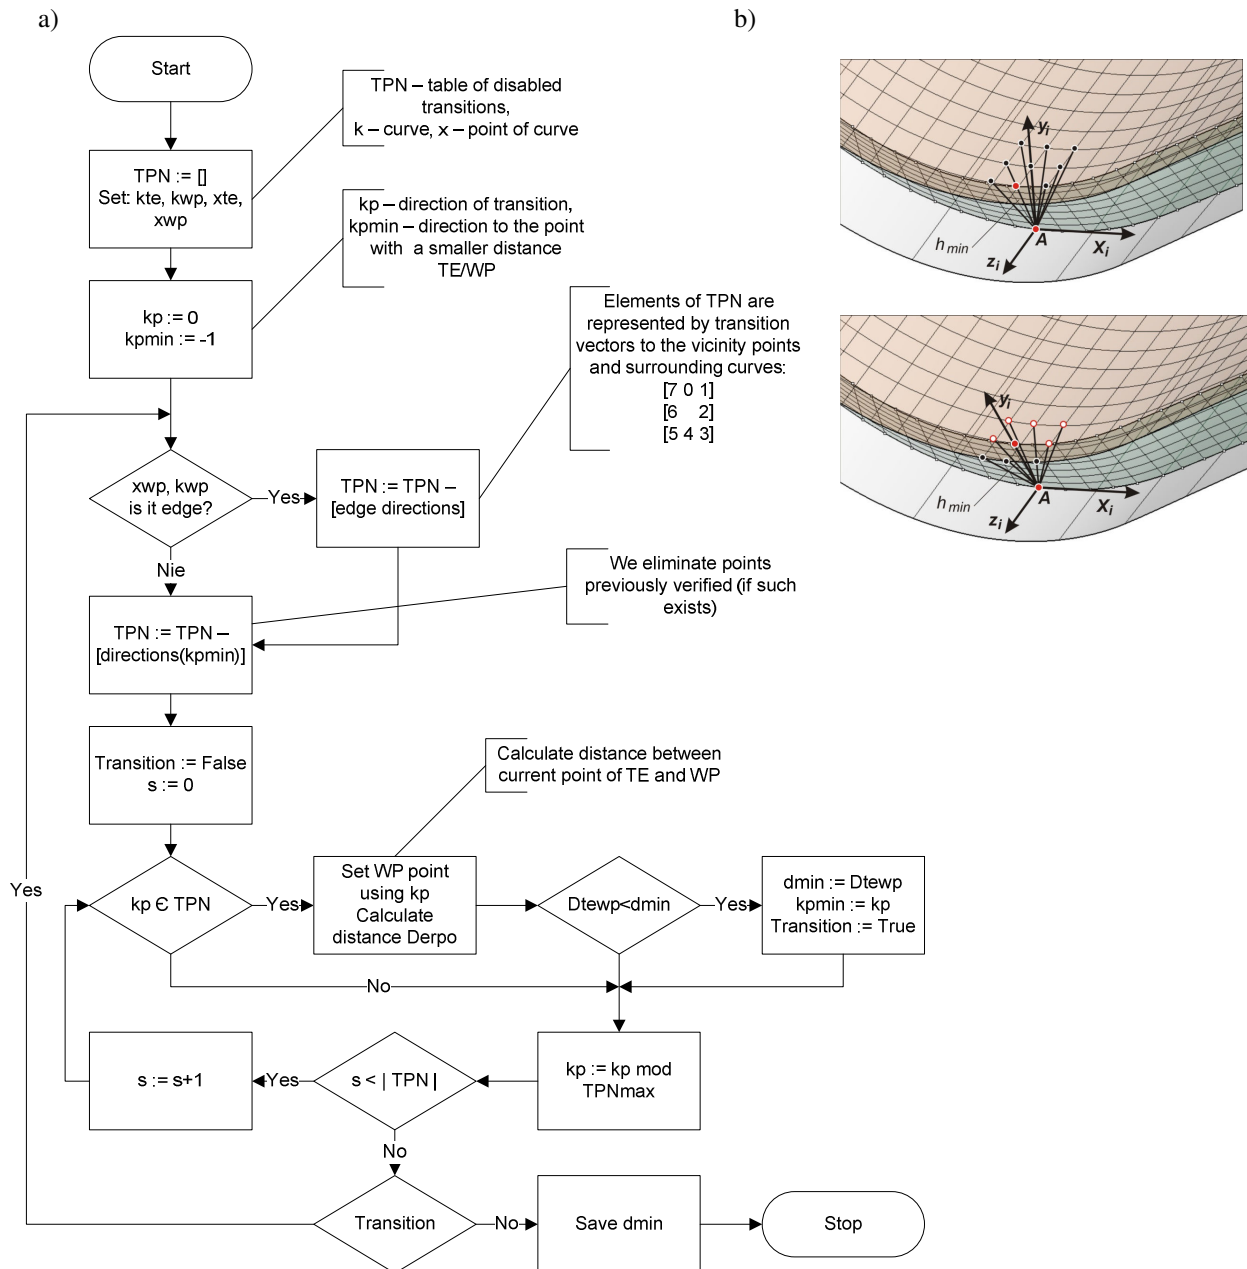 a)
b)
Start
TPN – table of disabled
transitions,
k – curve, x – point of curve
TPN := []
Set: kte, kwp, xte,
xwp
kp – direction of transition,
kpmin – direction to the point
with a smaller distance
TE/WP
kp := 0
kpmin := -1
Elements of TPN are
represented by transition
vectors to the vicinity points
and surrounding curves:
[7 0 1]
[6 2]
[5 4 3]
xwp, kwp
is it edge?
Yes
TPN := TPN –
[edge directions]
Nie
We eliminate points
previously verified (if such
exists)
TPN := TPN –
[directions(kpmin)]
Transition := False
s := 0
Calculate distance between
current point of TE and WP
Yes
kp Є TPN
Yes
Set WP point
using kp
Calculate
distance Derpo
Dtewp<dmin
Yes
dmin := Dtewp
kpmin := kp
Transition := True
No
s := s+1
Yes
s < | TPN |
kp := kp mod
TPNmax
No
Transition
No
Save dmin
Stop
yi
hmin
A
Xi
zi
yi
hmin
A
Xi
zi